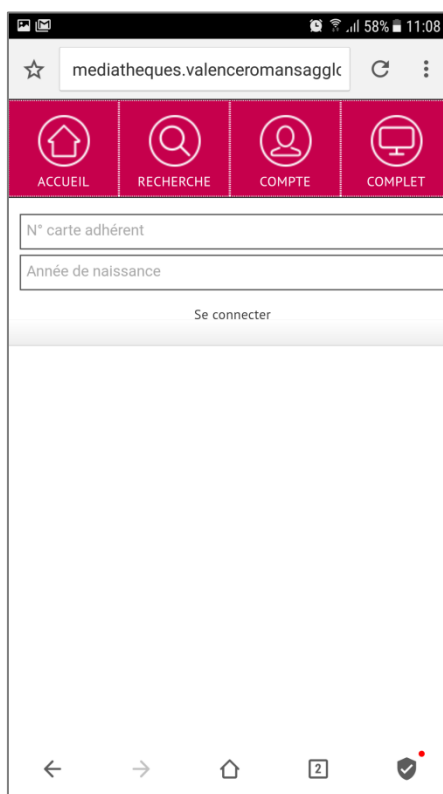 58% 11:08
mediatheques.valenceromansagglo
ACCUEIL RECHERCHE COMPTE COMPLET
N° carte adhérent
Année de naissance
Se connecter
2